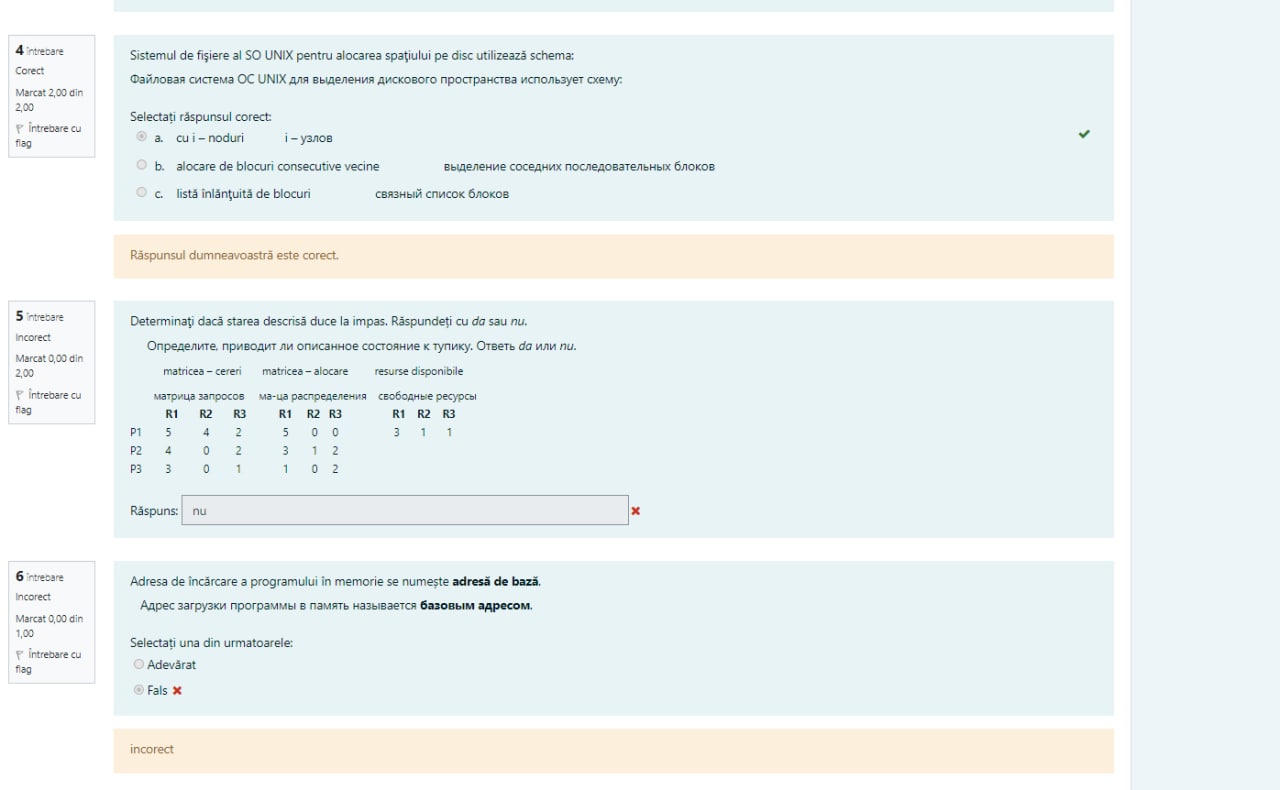 4 Întrebare
Corect
Marcat 2,00 din
2,00
Întrebare cu
flag
Sistemul de fişiere al SO UNIX pentru alocarea spaţiului pe disc utilizează schema:
Файловая система ОС UNIX для выделения дискового пространства использует схему:
Selectați răspunsul corect:
a. cu i – noduri i – узлов
b. alocare de blocuri consecutive vecine выделение соседних последовательных блоков
c. listă înlănţuită de blocuri связный список блоков
Răspunsul dumneavoastră este corect.
5 Întrebare
Incorect
Marcat 0,00 din
2,00
Întrebare cu
flag
Determinaţi dacă starea descrisă duce la impas. Răspundeți cu da sau nu.
Определите, приводит ли описанное состояние к тупику. Ответь da или nu.
matricea – cereri matricea – alocare resurse disponibile
матрица запросов ма-ца распределения свободные ресурсы
R1 R2 R3 R1 R2 R3 R1 R2 R3
P1 5 4 2 5 0 0 3 1 1
P2 4 0 2 3 1 2
P3 3 0 1 1 0 2
Răspuns: nu
6 Întrebare
Incorect
Marcat 0,00 din
1,00
Întrebare cu
flag
Adresa de încărcare a programului în memorie se numește adresă de bază.
Адрес загрузки программы в память называется базовым адресом.
Selectați una din urmatoarele:
Adevărat
Fals
incorect